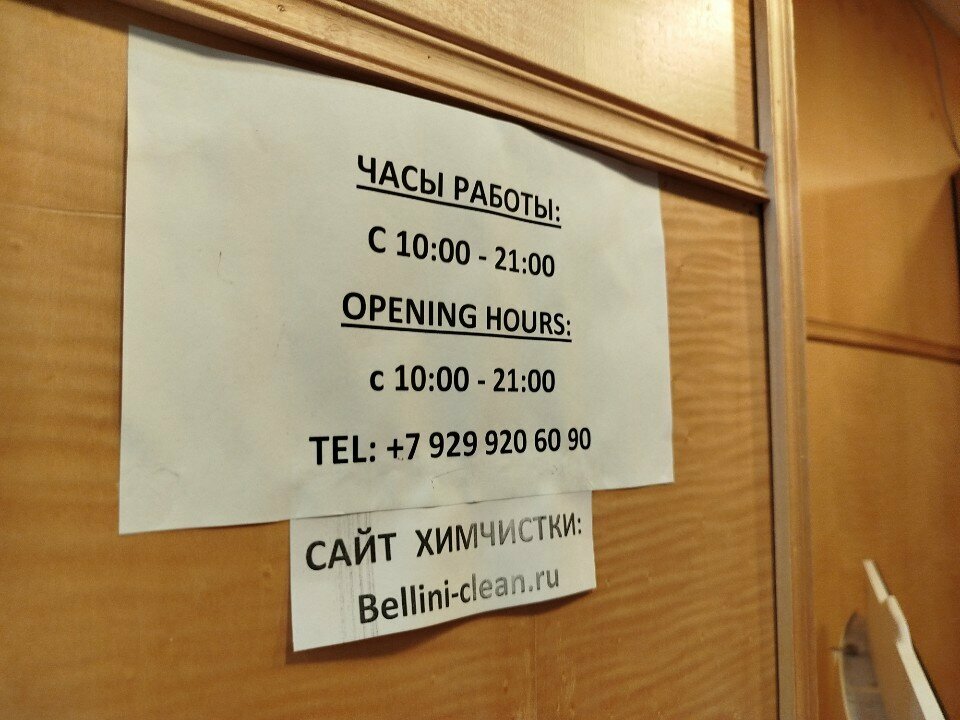 ЧАСЫ РАБОТЫ:
С 10:00 - 21:00
OPENING HOURS:
с 10:00 - 21:00
TEL: +7 929 920 60 90
САЙТ ХИМЧИСТКИ:
Bellini-clean.ru